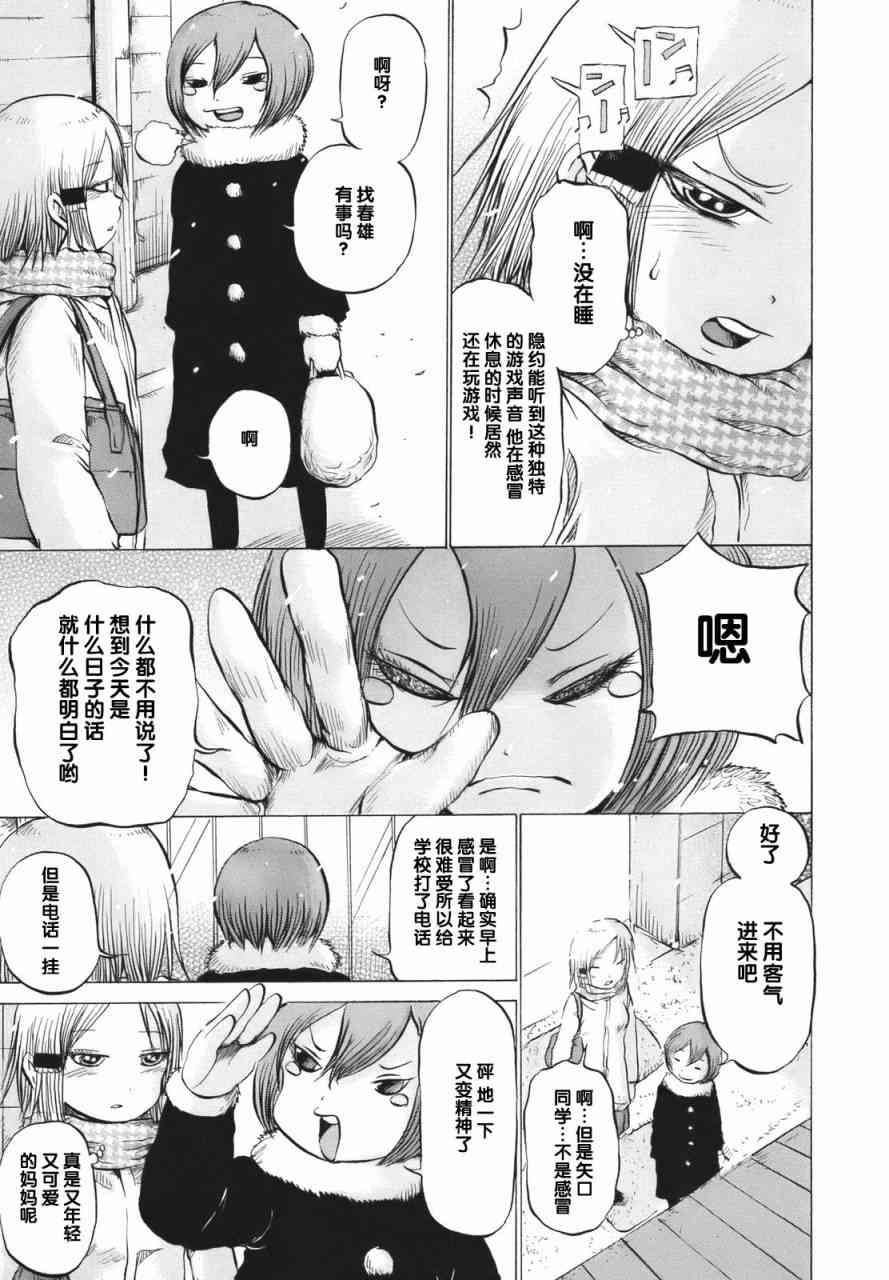 ﾝ
ﾝ
ー
ー
啊…没在睡
隐约能听到这种独特
的游戏声音 他在感冒
休息的时候居然
还在玩游戏！
啊呀？
找春雄
有事吗？
啊
嗯
什么都不用说了！
想到今天是
什么日子的话
就什么都明白了哟
好了
不用客气
进来吧
啊…但是矢口
同学…不是感冒
是啊…确实早上
感冒了看起来
很难受所以给
学校打了电话
但是电话一挂
砰 地一下
又变精神了
真是又年轻
又可爱
的妈妈呢